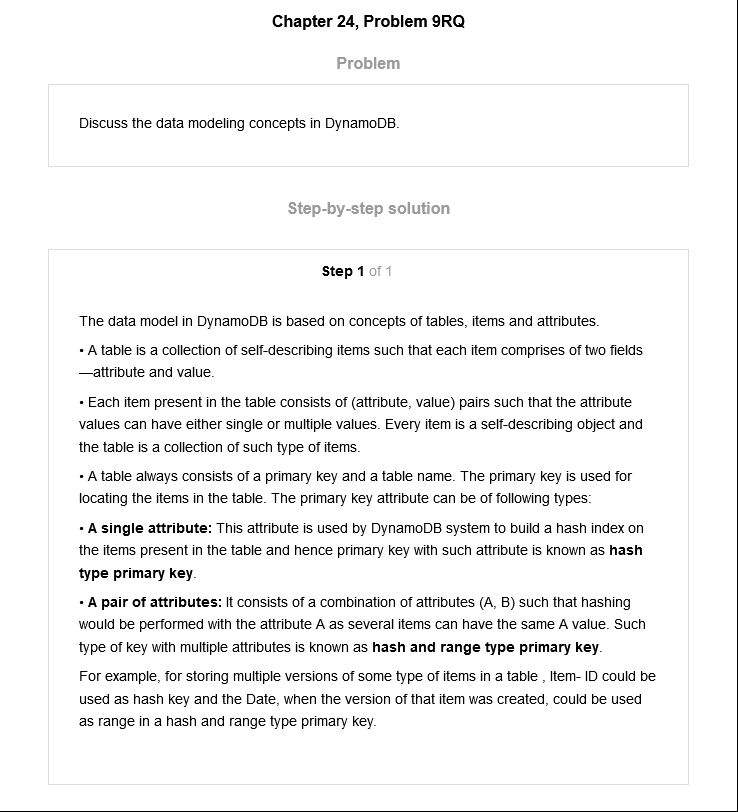 Chapter 24, Problem 9RQ
Problem
Discuss the data modeling concepts in DynamoDB.
Step-by-step solution
Step 1 of 1
The data model in DynamoDB is based on concepts of tables, items and attributes.
• A table is a collection of self-describing items such that each item comprises of two fields
—attribute and value.
• Each item present in the table consists of (attribute, value) pairs such that the attribute
values can have either single or multiple values. Every item is a self-describing object and
the table is a collection of such type of items.
• A table always consists of a primary key and a table name. The primary key is used for
locating the items in the table. The primary key attribute can be of following types:
• A single attribute: This attribute is used by DynamoDB system to build a hash index on
the items present in the table and hence primary key with such attribute is known as hash
type primary key.
• A pair of attributes: It consists of a combination of attributes (A, B) such that hashing
would be performed with the attribute A as several items can have the same A value. Such
type of key with multiple attributes is known as hash and range type primary key.
For example, for storing multiple versions of some type of items in a table , Item- ID could be
used as hash key and the Date, when the version of that item was created, could be used
as range in a hash and range type primary key.